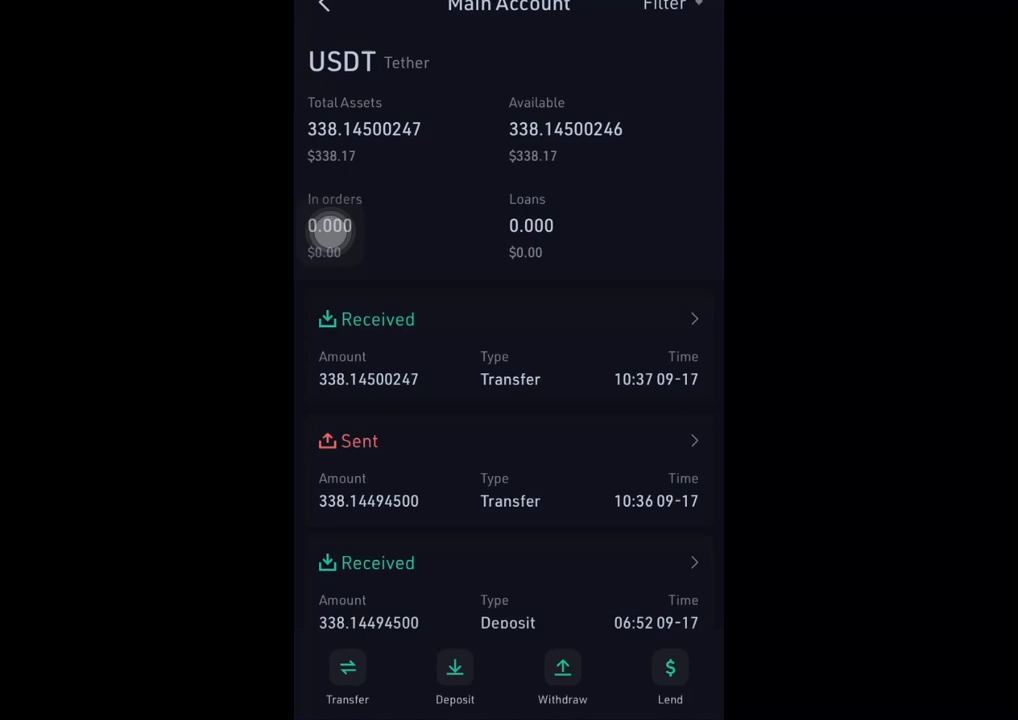 Main Account Filter
USDT Tether
Total Assets Available
338.14500247 338.14500246
$338.17 $338.17
In orders Loans
0.000 0.000
$0.00 $0.00
Received
Amount Type Time
338.14500247 Transfer 10:37 09-17
Sent
Amount Type Time
338.14494500 Transfer 10:36 09-17
Received
Amount Type Time
338.14494500 Deposit 06:52 09-17
Transfer Deposit Withdraw Lend